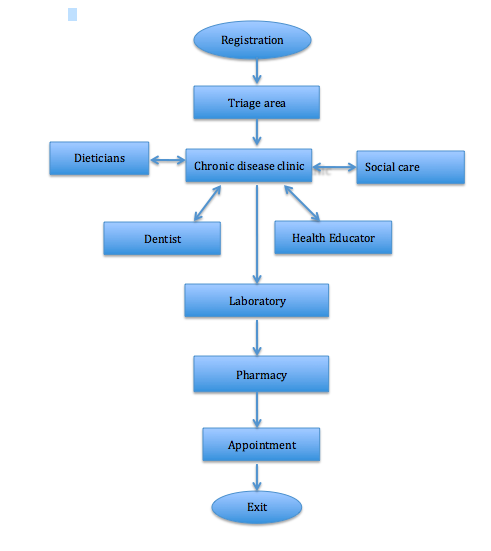 Registration
Triage area
Dieticians
Chronic disease clinic
Social care
Dentist
Health Educator
Laboratory
Pharmacy
Appointment
Exit